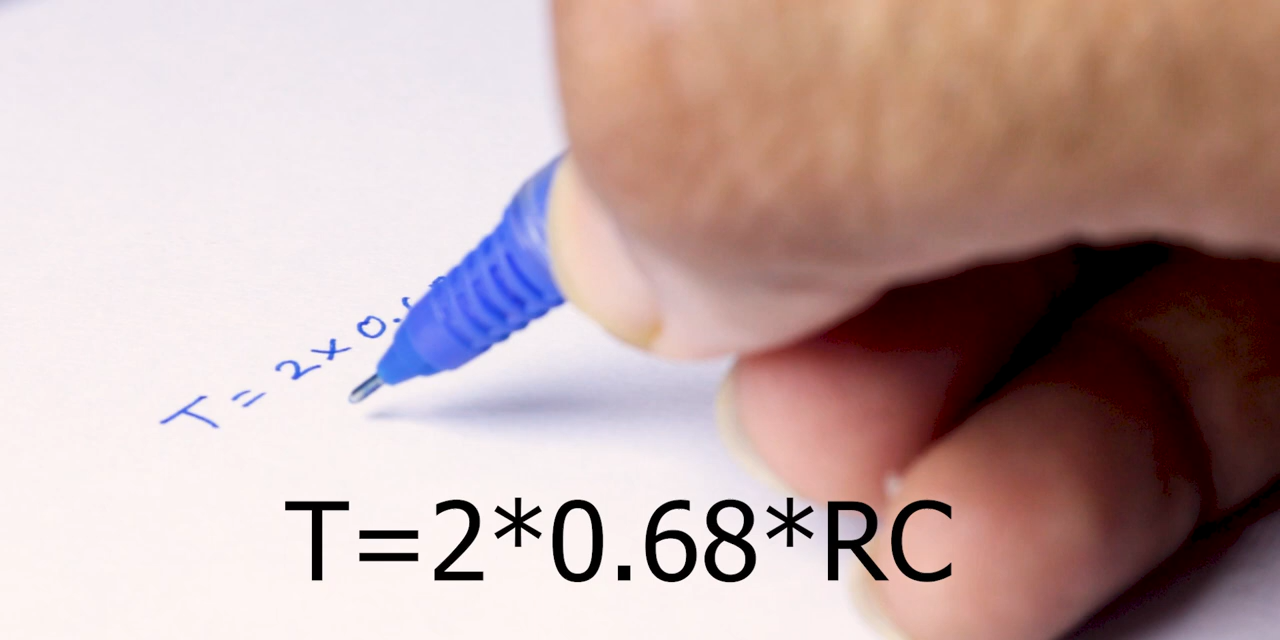 T = 2 × 0.
T=2*0.68*RC